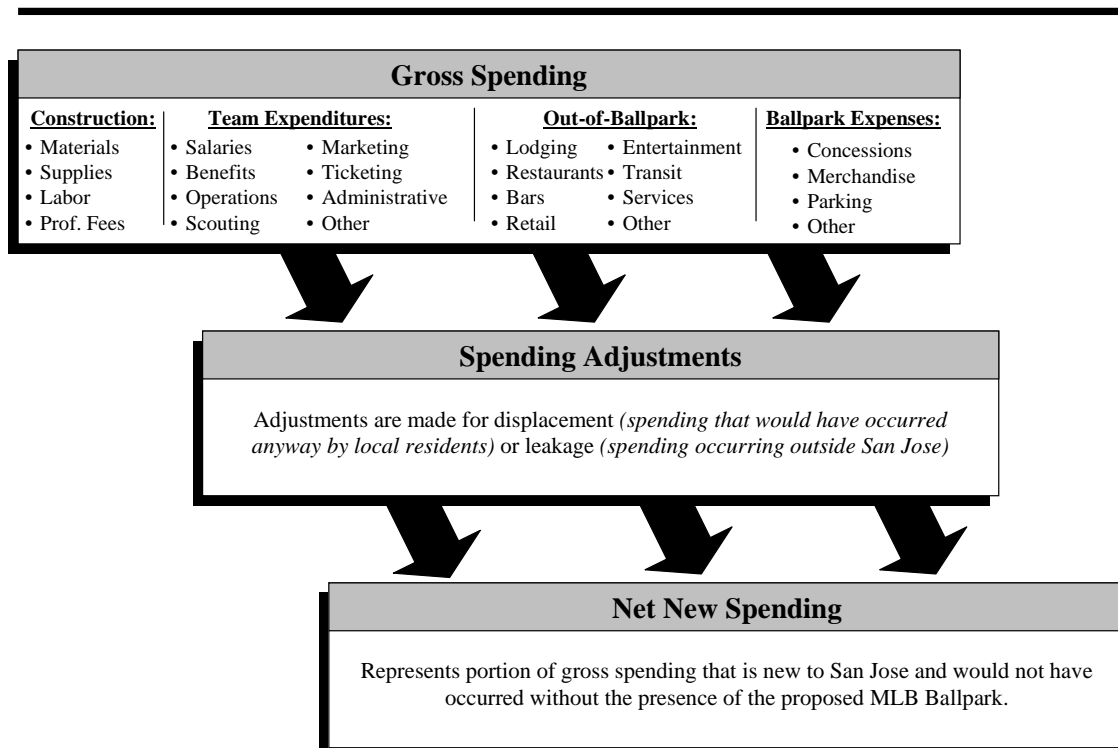 Gross Spending
Construction:
• Materials
• Supplies
• Labor
• Prof. Fees
Team Expenditures:
• Salaries
• Benefits
• Operations
• Scouting
• Marketing
• Ticketing
• Administrative
• Other
Out-of-Ballpark:
• Lodging
• Restaurants
• Bars
• Retail
• Entertainment
• Transit
• Services
• Other
Ballpark Expenses:
• Concessions
• Merchandise
• Parking
• Other
Spending Adjustments
Adjustments are made for displacement (spending that would have occurred
anyway by local residents) or leakage (spending occurring outside San Jose)
Net New Spending
Represents portion of gross spending that is new to San Jose and would not have
occurred without the presence of the proposed MLB Ballpark.